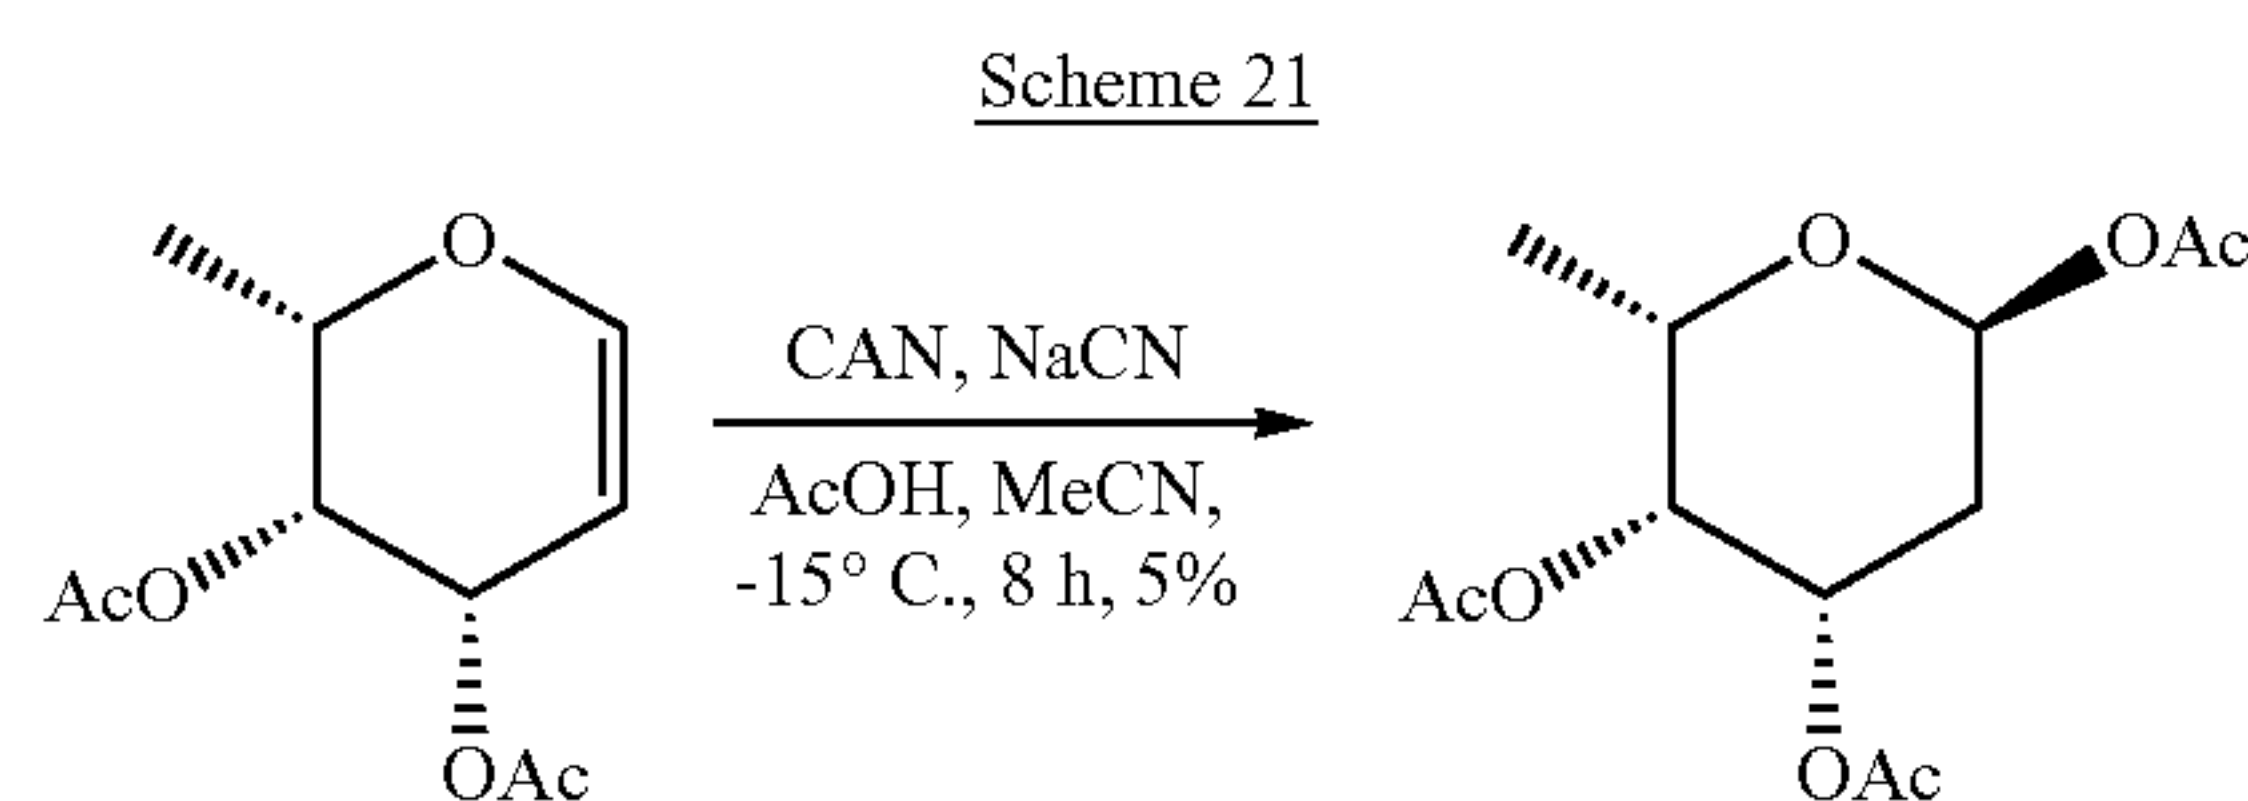 Scheme 21
O
AcO
OAc
CAN, NaCN
AcOH, MeCN,
-15° C., 8 h, 5%
O
OAc
AcO
OAc